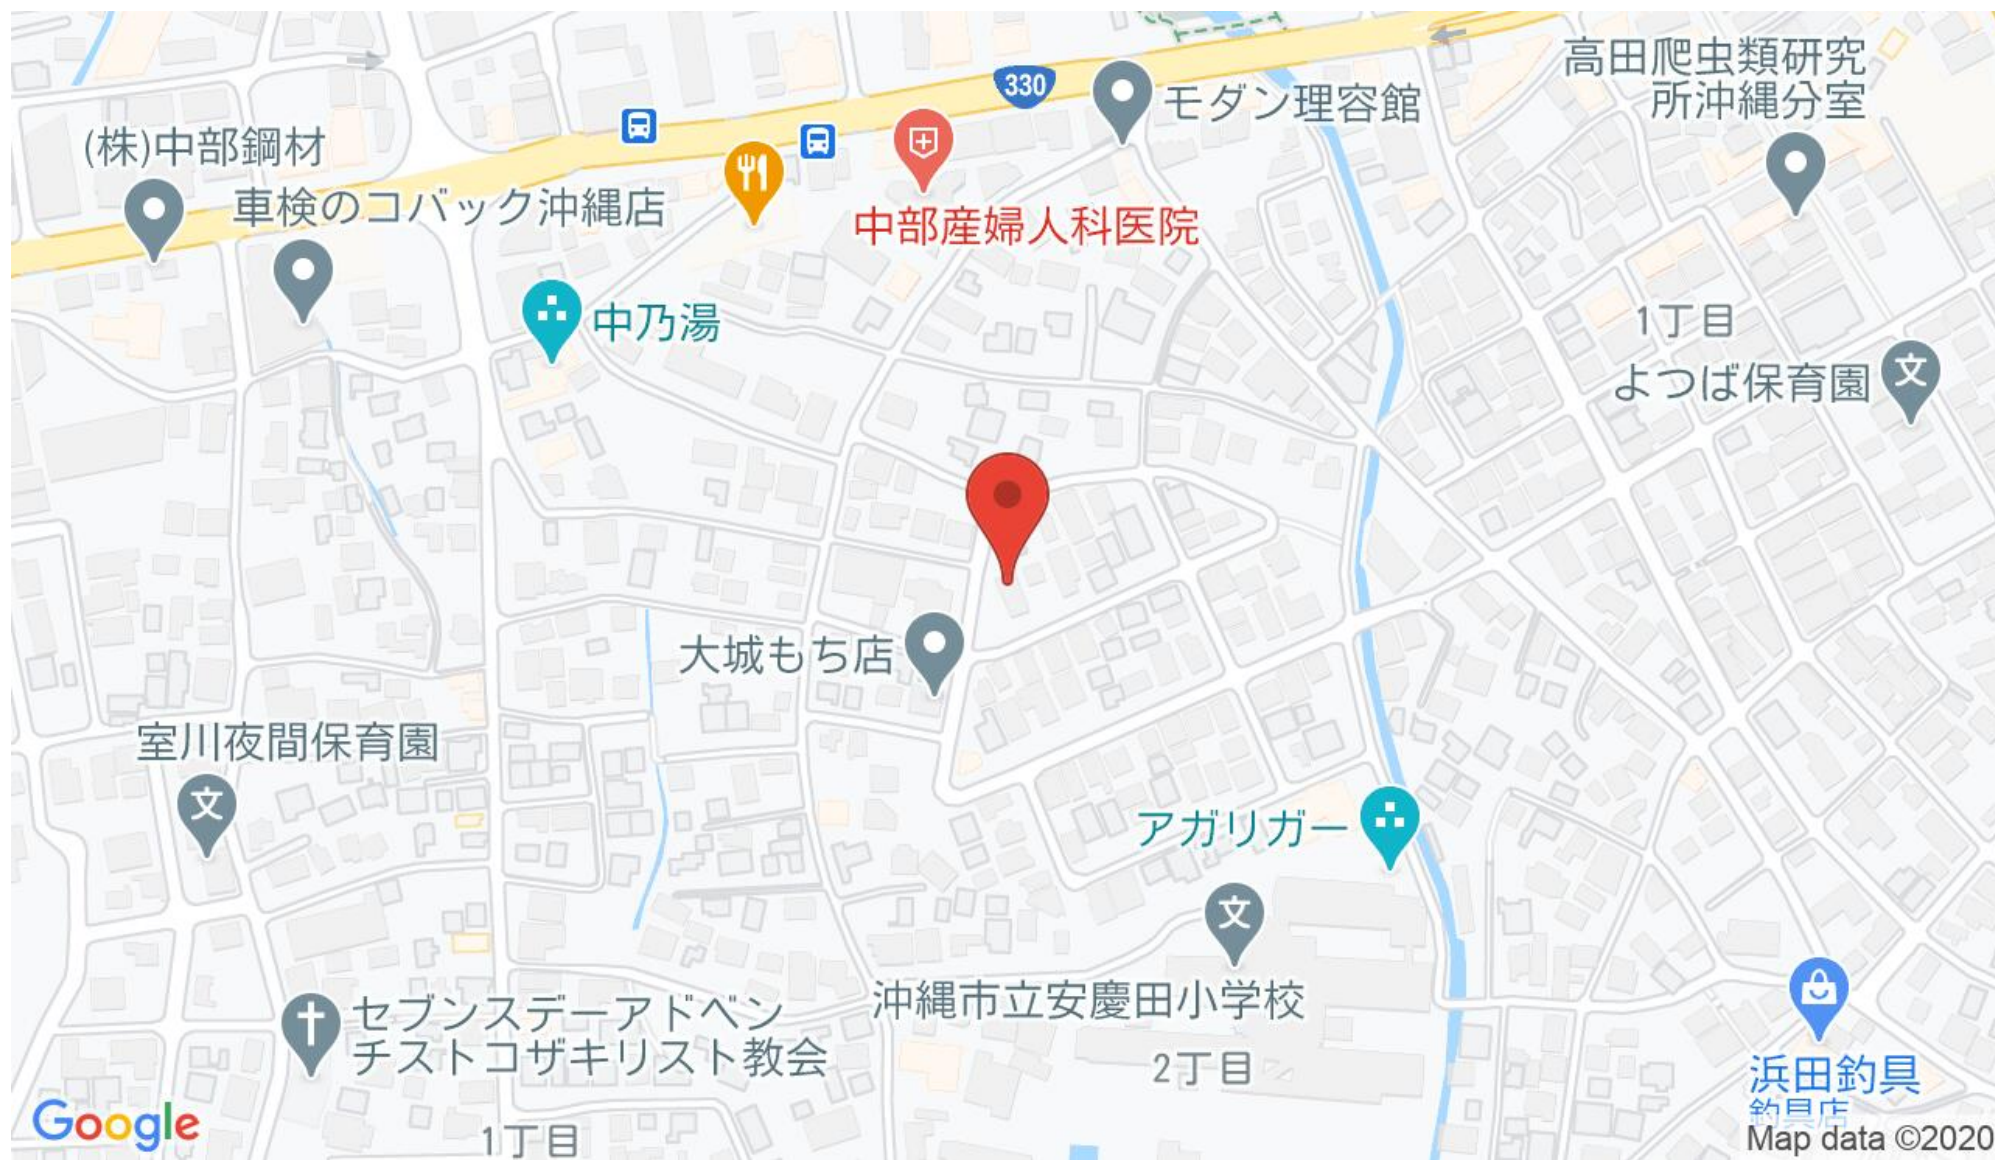 330
モダン理容館
高田爬虫類研究
所沖縄分室
(株)中部鋼材
車検のコバック沖縄店
中部産婦人科医院
中乃湯
1丁目
よつば保育園
文
大城もち店
室川夜間保育園
文
アガリガー
文
沖縄市立安慶田小学校
セブンスデーアドベン
チストコザキリスト教会
2丁目
浜田釣具
釣具店
1丁目
Google
Map data ©2020